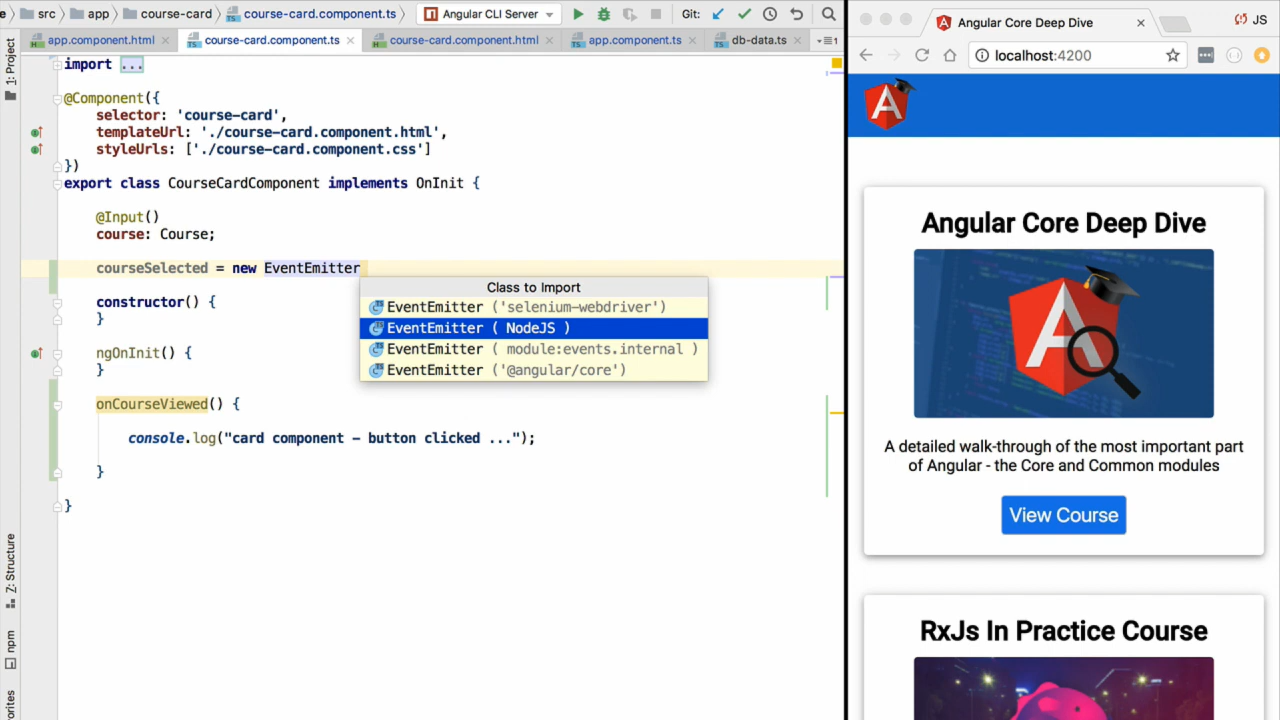 src
app
course-card
course-card.component.ts
Angular CLI Server
Git:
app.component.html
course-card.component.ts
course-card.component.html
app.component.ts
db-data.ts
1
1: Project
Z: Structure
npm
import ...
@Component({
selector: 'course-card',
templateUrl: './course-card.component.html',
styleUrls: ['./course-card.component.css']
})
export class CourseCardComponent implements OnInit {
@Input()
course: Course;
courseSelected = new EventEmitter
Class to Import
EventEmitter ('selenium-webdriver')
EventEmitter ( NodeJS )
EventEmitter ( module:events.internal )
EventEmitter ('@angular/core')
constructor() {
}
ngOnInit() {
}
onCourseViewed() {
console.log("card component – button clicked ...");
}
}
Angular Core Deep Dive
JS
localhost:4200
Angular Core Deep Dive
A detailed walk-through of the most important part
of Angular - the Core and Common modules
View Course
RxJs In Practice Course